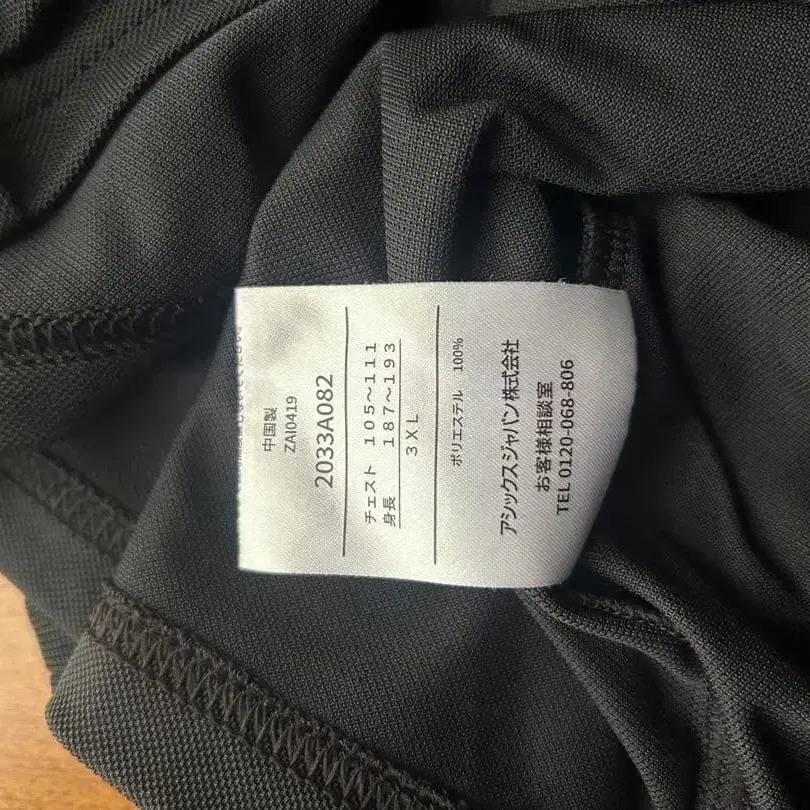 中国製
ZAI0419
2033A082
チェスト 105~111
身長 187~193
3XL
ポリエステル 100%
アシックスジャパン株式会社
お客様相談室
TEL 0120-068-806